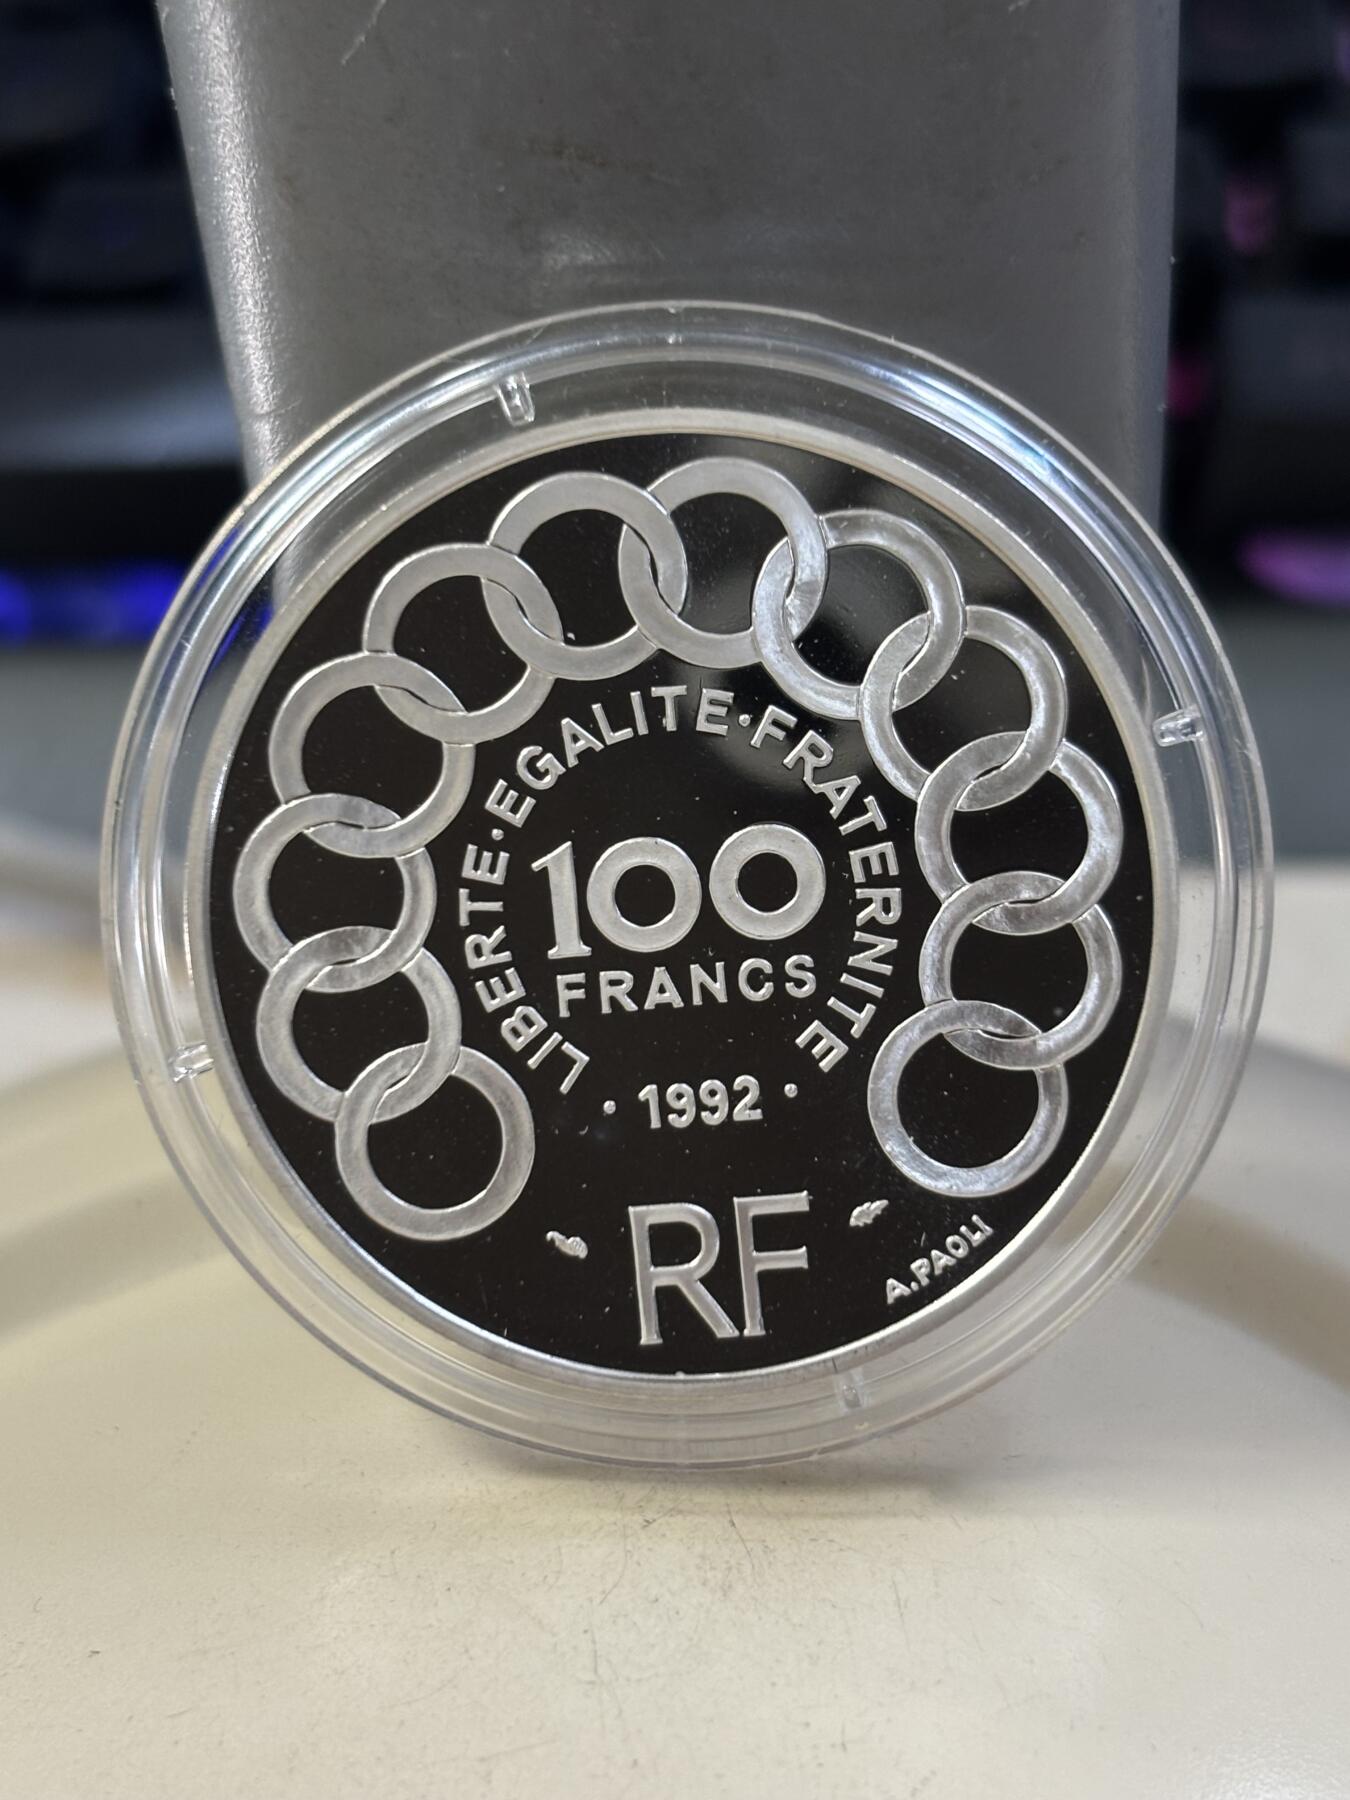 LIBERTE·EGALITE·FRATERNITE
100
FRANCS
· 1992 ·
RF
A.PAOLI